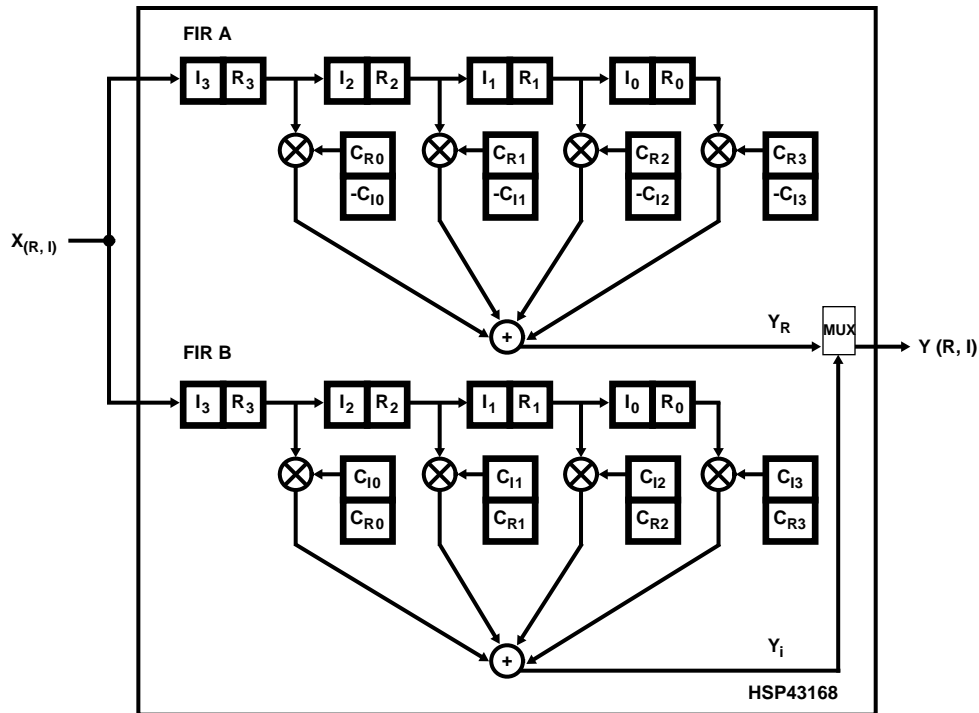 FIR A
I3 R3 I2 R2 I1 R1 I0 R0
CR0 CR1 CR2 CR3
-CI0 -CI1 -CI2 -CI3
X(R, I)
+
YR
MUX
Y (R, I)
FIR B
I3 R3 I2 R2 I1 R1 I0 R0
CI0 CI1 CI2 CI3
CR0 CR1 CR2 CR3
+
Yi
HSP43168